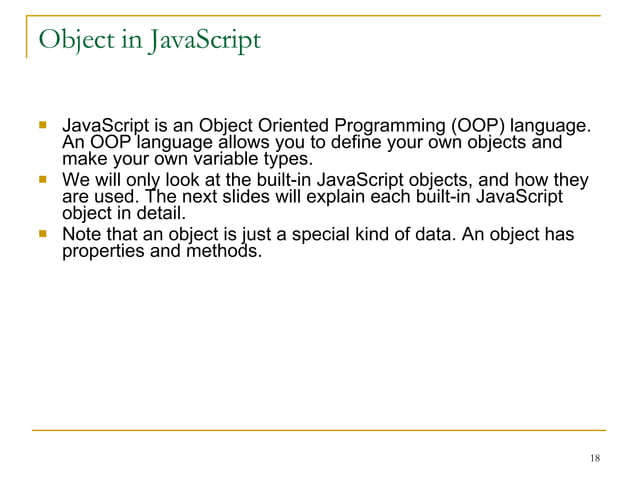 Object in JavaScript
JavaScript is an Object Oriented Programming (OOP) language.
An OOP language allows you to define your own objects and
make your own variable types.
We will only look at the built-in JavaScript objects, and how they
are used. The next slides will explain each built-in JavaScript
object in detail.
Note that an object is just a special kind of data. An object has
properties and methods.
18